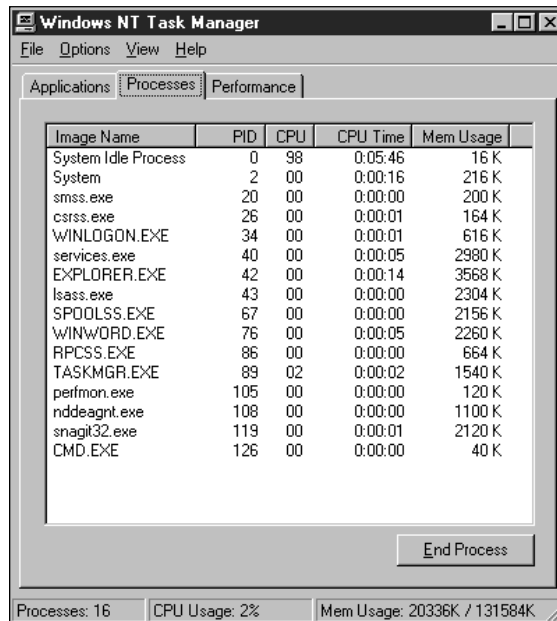 Windows NT Task Manager
File Options View Help
Applications Processes Performance
Image Name PID CPU CPU Time Mem Usage
System Idle Process 0 98 0:05:46 16 K
System 2 00 0:00:16 216 K
smss.exe 20 00 0:00:00 200 K
csrss.exe 26 00 0:00:01 164 K
WINLOGON.EXE 34 00 0:00:01 616 K
services.exe 40 00 0:00:05 2980 K
EXPLORER.EXE 42 00 0:00:14 3568 K
lsass.exe 43 00 0:00:00 2304 K
SPOOLSS.EXE 67 00 0:00:00 2156 K
WINWORD.EXE 76 00 0:00:05 2260 K
RPCSS.EXE 86 00 0:00:00 664 K
TASKMGR.EXE 89 02 0:00:02 1540 K
perfmon.exe 105 00 0:00:00 120 K
nddeagnt.exe 108 00 0:00:00 1100 K
snagit32.exe 119 00 0:00:01 2120 K
CMD.EXE 126 00 0:00:00 40 K
End Process
Processes: 16 CPU Usage: 2% Mem Usage: 20336K / 131584K